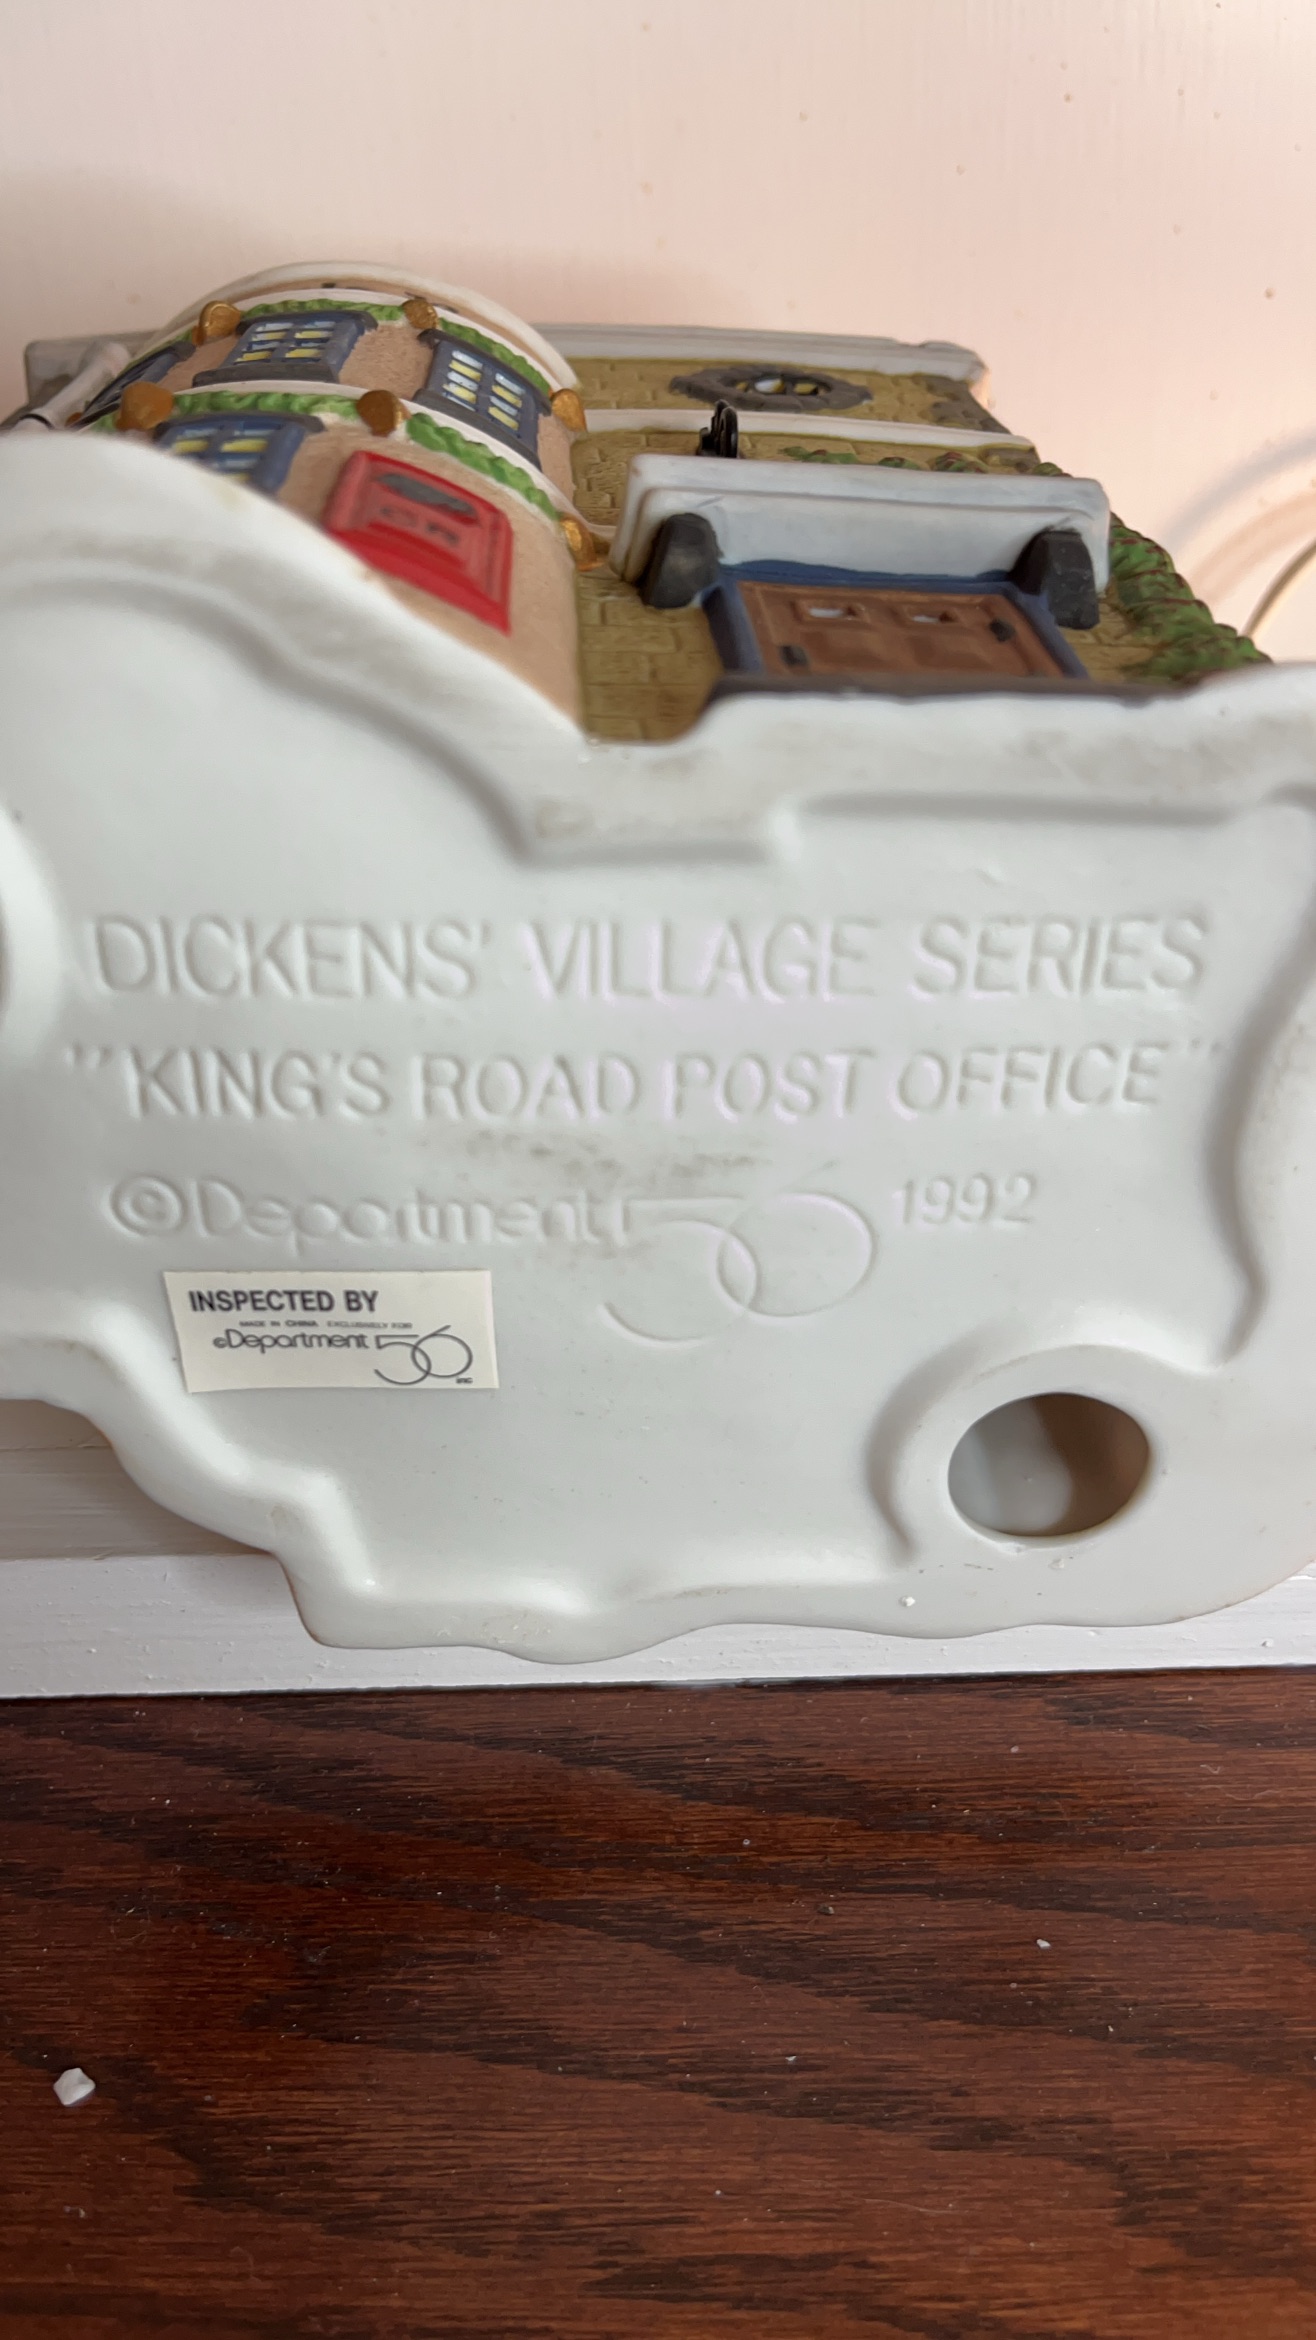 DICKENS' VILLAGE SERIES
"KING'S ROAD POST OFFICE"
©Department 56 1992
INSPECTED BY
MADE IN CHINA EXCLUSIVELY FOR
©Department 56
INC